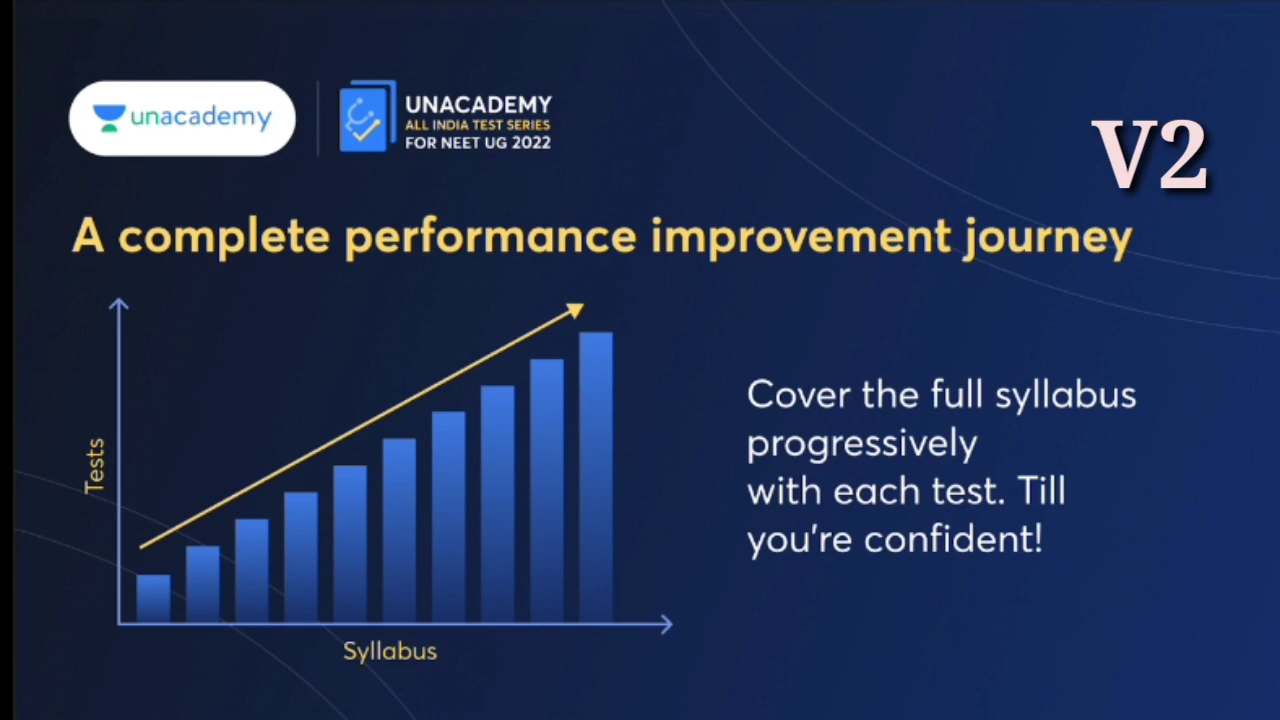 unacademy
UNACADEMY
ALL INDIA TEST SERIES
FOR NEET UG 2022
V2
A complete performance improvement journey
Tests
Syllabus
Cover the full syllabus
progressively
with each test. Till
you're confident!